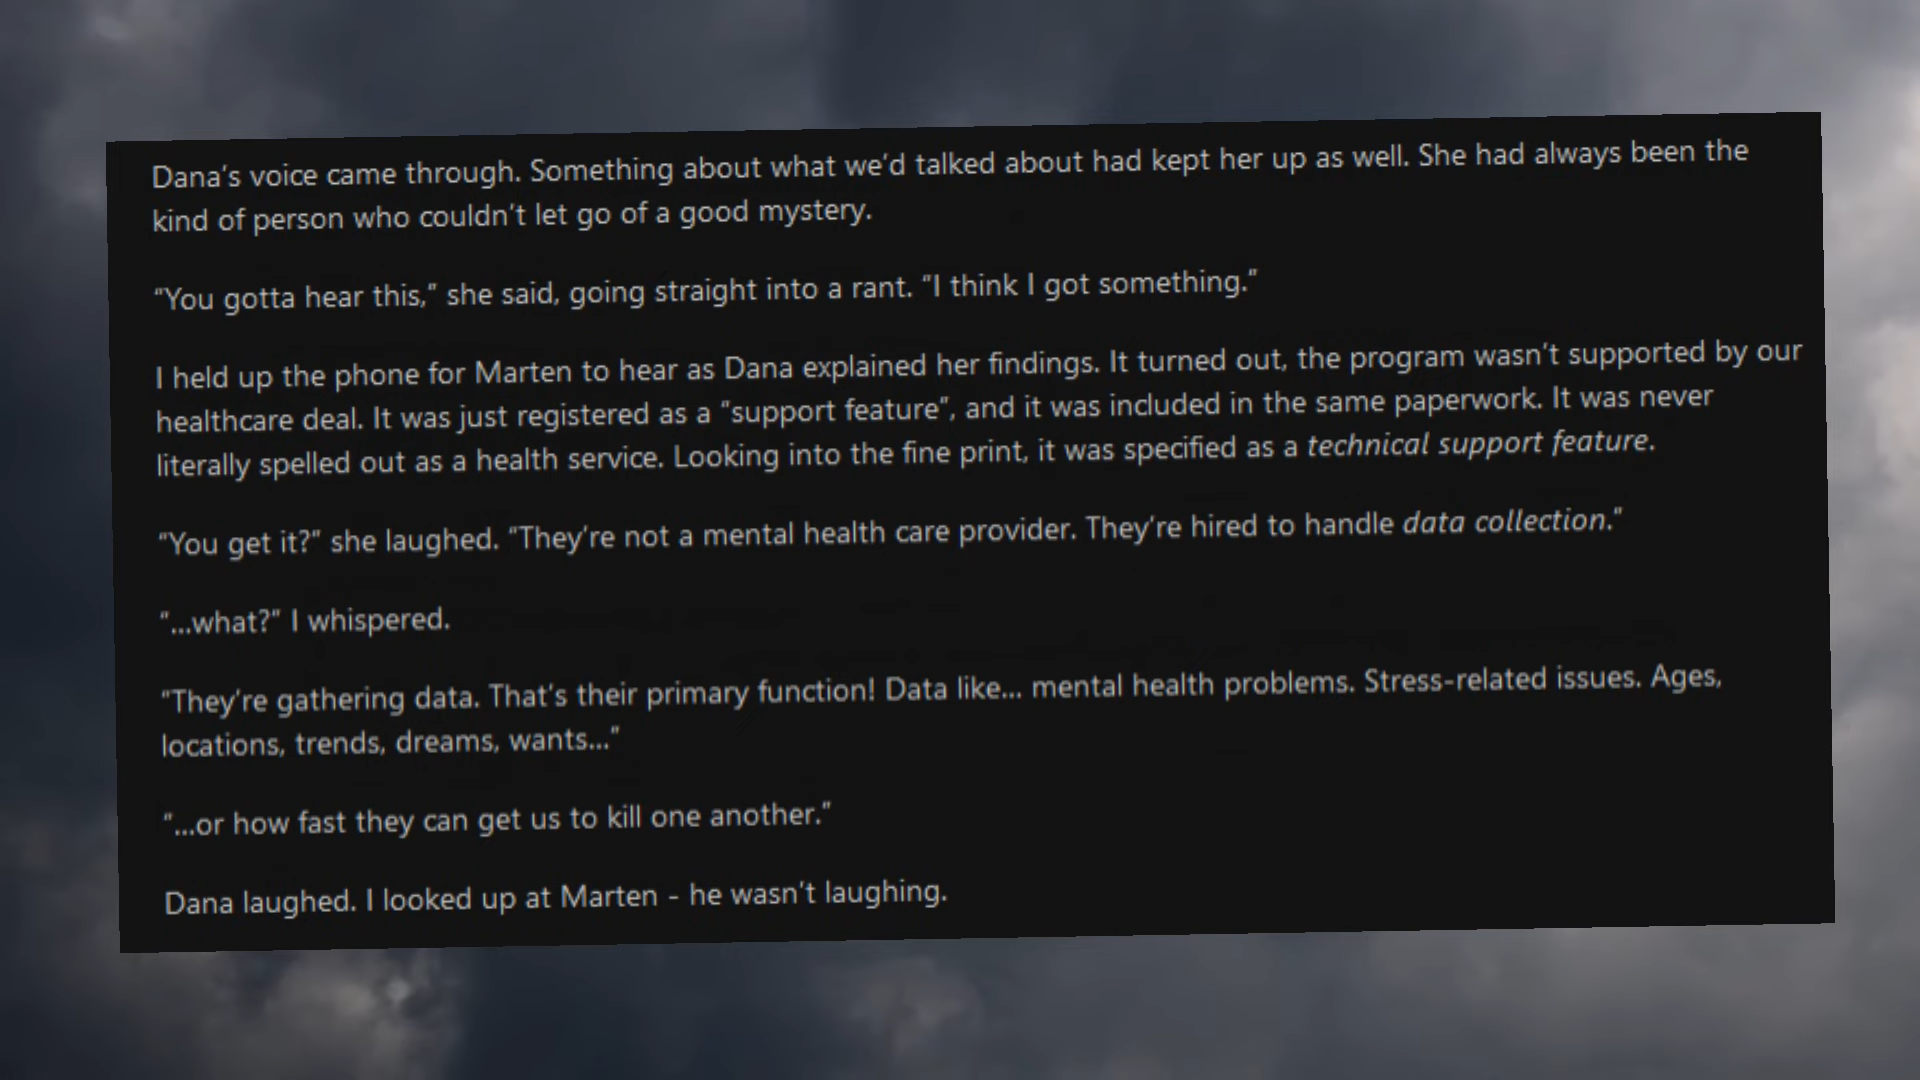 Dana’s voice came through. Something about what we’d talked about had kept her up as well. She had always been the
kind of person who couldn’t let go of a good mystery.
“You gotta hear this,” she said, going straight into a rant. “I think I got something.”
I held up the phone for Marten to hear as Dana explained her findings. It turned out, the program wasn’t supported by our
healthcare deal. It was just registered as a “support feature”, and it was included in the same paperwork. It was never
literally spelled out as a health service. Looking into the fine print, it was specified as a technical support feature.
“You get it?” she laughed. “They’re not a mental health care provider. They’re hired to handle data collection.”
“...what?” I whispered.
“They’re gathering data. That’s their primary function! Data like... mental health problems. Stress-related issues. Ages,
locations, trends, dreams, wants...”
“...or how fast they can get us to kill one another.”
Dana laughed. I looked up at Marten - he wasn’t laughing.